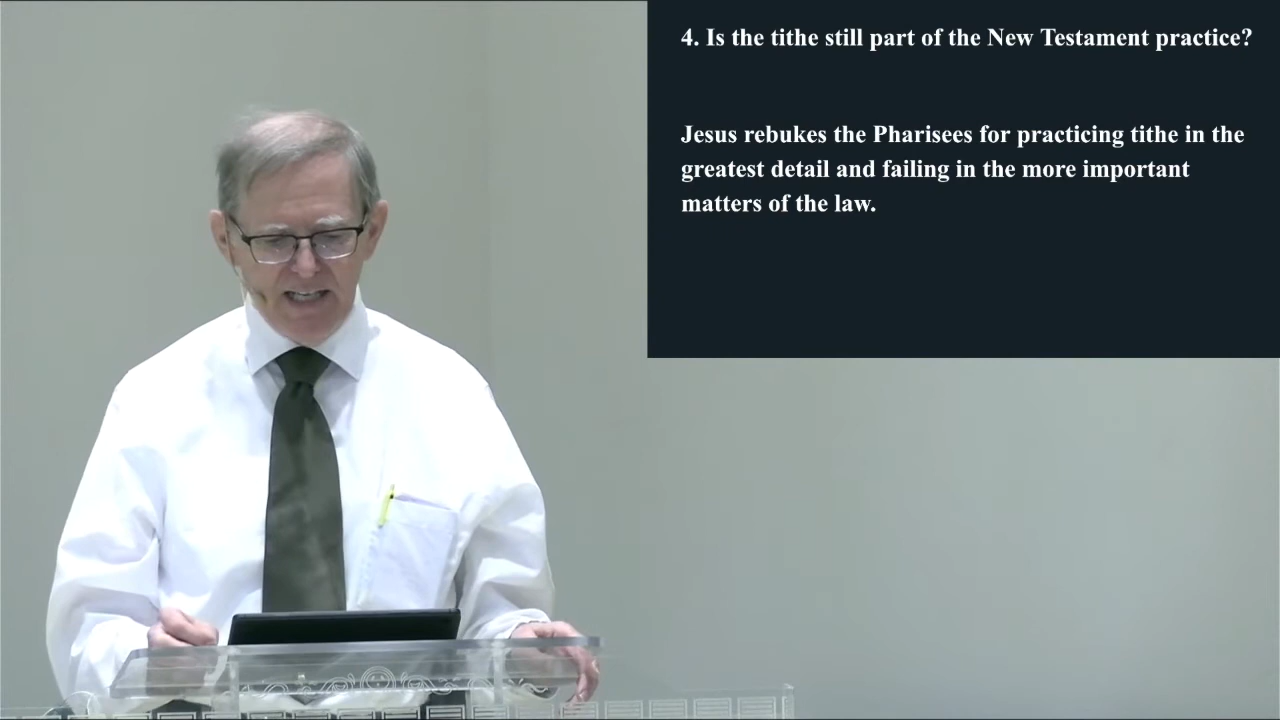 4. Is the tithe still part of the New Testament practice?
Jesus rebukes the Pharisees for practicing tithe in the
greatest detail and failing in the more important
matters of the law.